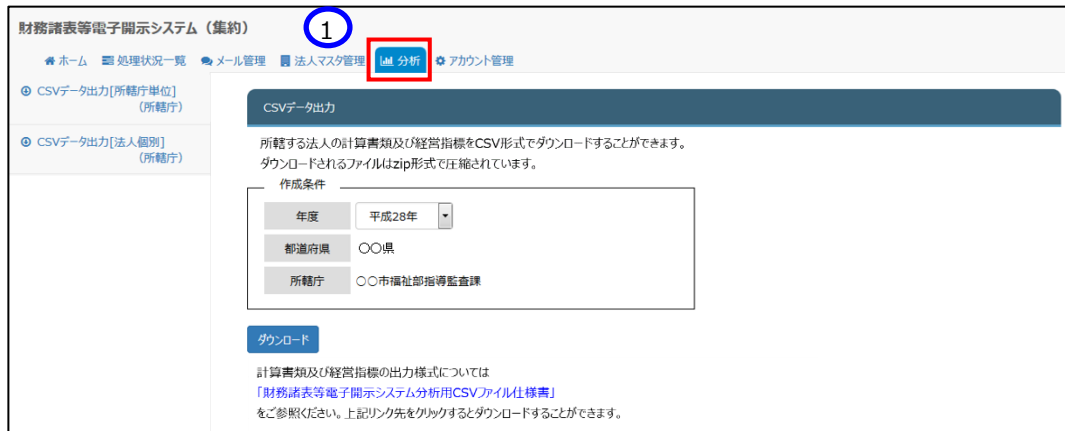 財務諸表等電子開示システム（集約）
1
ホーム 処理状況一覧 メール管理 法人マスタ管理 分析 アカウント管理
CSVデータ出力[所轄庁単位]
（所轄庁）
CSVデータ出力[法人個別]
（所轄庁）
CSVデータ出力
所轄する法人の計算書類及び経営指標をCSV形式でダウンロードすることができます。
ダウンロードされるファイルはzip形式で圧縮されています。
作成条件
年度 平成28年
都道府県 〇〇県
所轄庁 〇〇市福祉部指導監査課
ダウンロード
計算書類及び経営指標の出力様式については
「財務諸表等電子開示システム分析用CSVファイル仕様書」
をご参照ください。上記リンク先をクリックするとダウンロードすることができます。